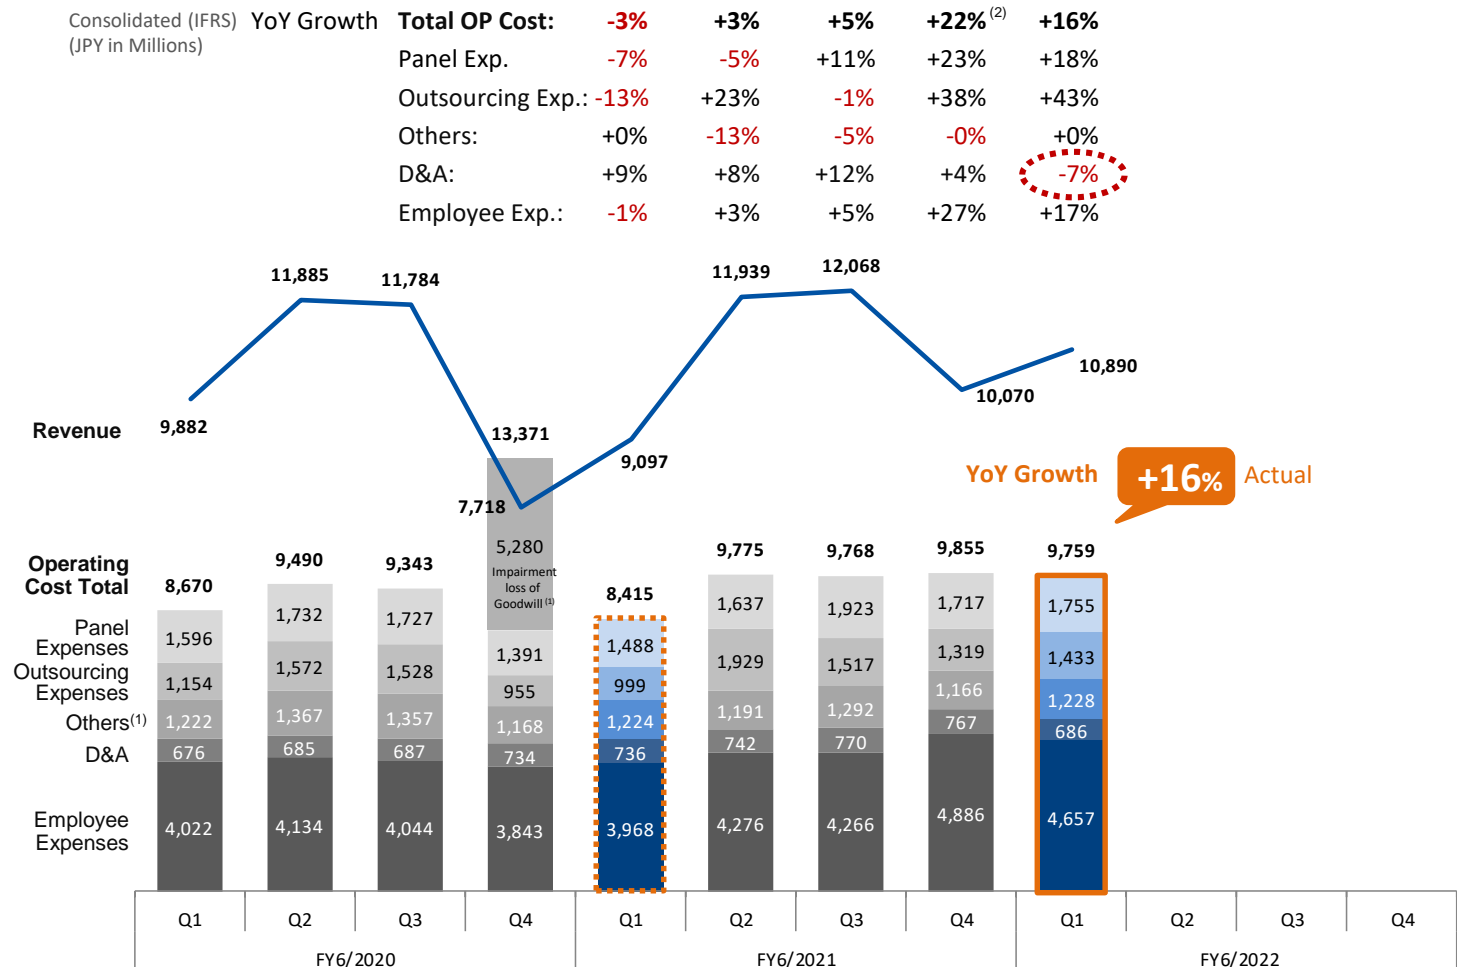 Consolidated (IFRS)
(JPY in Millions)
YoY Growth
Total OP Cost: -3% +3% +5% +22% (2) +16%
Panel Exp. -7% -5% +11% +23% +18%
Outsourcing Exp.: -13% +23% -1% +38% +43%
Others: +0% -13% -5% -0% +0%
D&A: +9% +8% +12% +4% -7%
Employee Exp.: -1% +3% +5% +27% +17%
Revenue
9,882 11,885 11,784 7,718 9,097 11,939 12,068 10,070 10,890
YoY Growth +16% Actual
Operating
Cost Total
8,670 9,490 9,343 13,371 8,415 9,775 9,768 9,855 9,759
5,280
Impairment
loss of
Goodwill (1)
Panel
Expenses
1,596 1,732 1,727 1,391 1,488 1,637 1,923 1,717 1,755
Outsourcing
Expenses
1,154 1,572 1,528 955 999 1,929 1,517 1,319 1,433
Others(1)
1,222 1,367 1,357 1,168 1,224 1,191 1,292 1,166 1,228
D&A
676 685 687 734 736 742 770 767 686
Employee
Expenses
4,022 4,134 4,044 3,843 3,968 4,276 4,266 4,886 4,657
Q1 Q2 Q3 Q4 Q1 Q2 Q3 Q4 Q1 Q2 Q3 Q4
FY6/2020 FY6/2021 FY6/2022